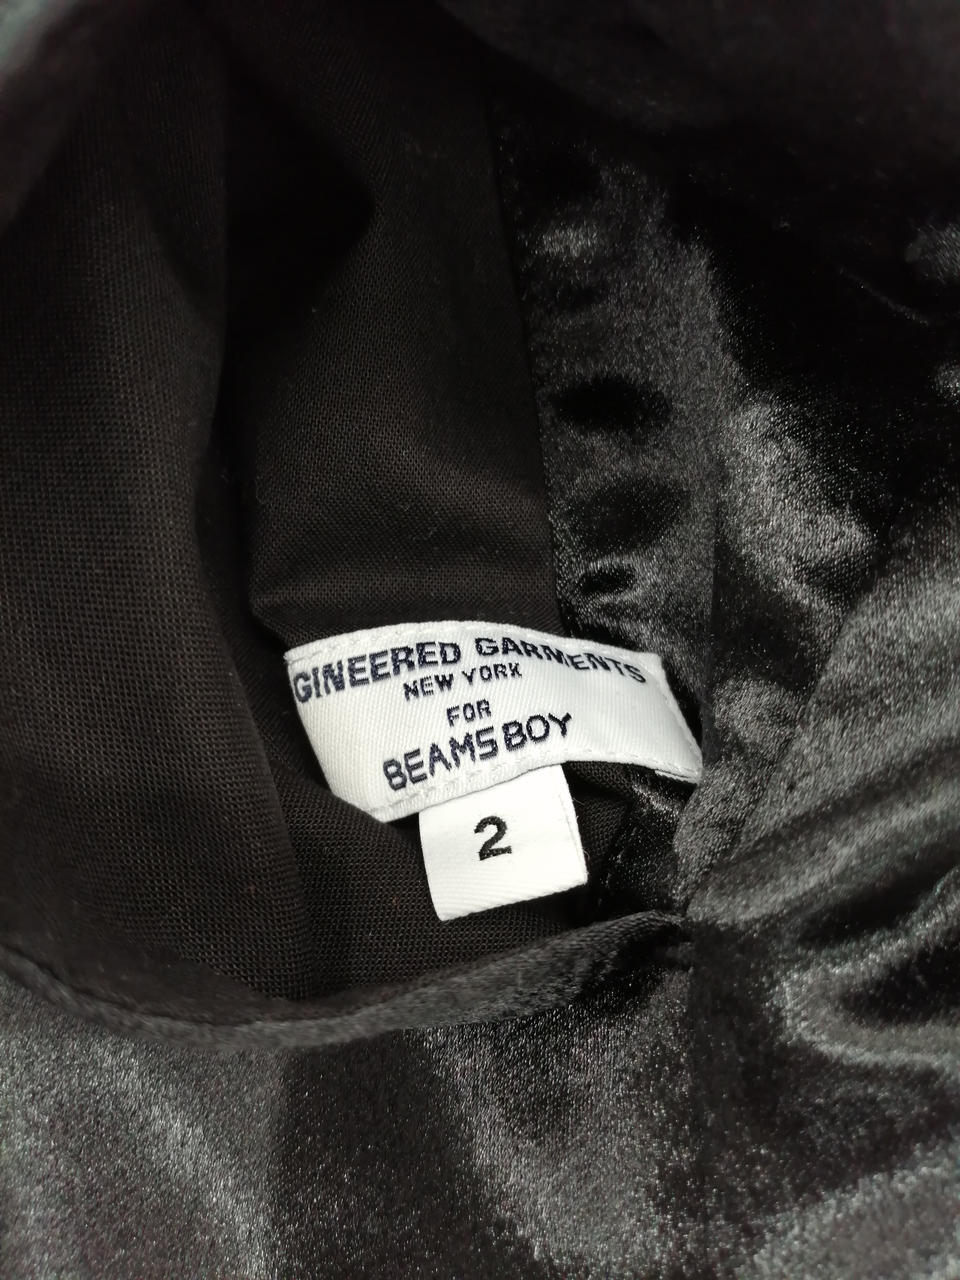 GINEERED GARMENTS
NEW YORK
FOR
BEAMS BOY
2